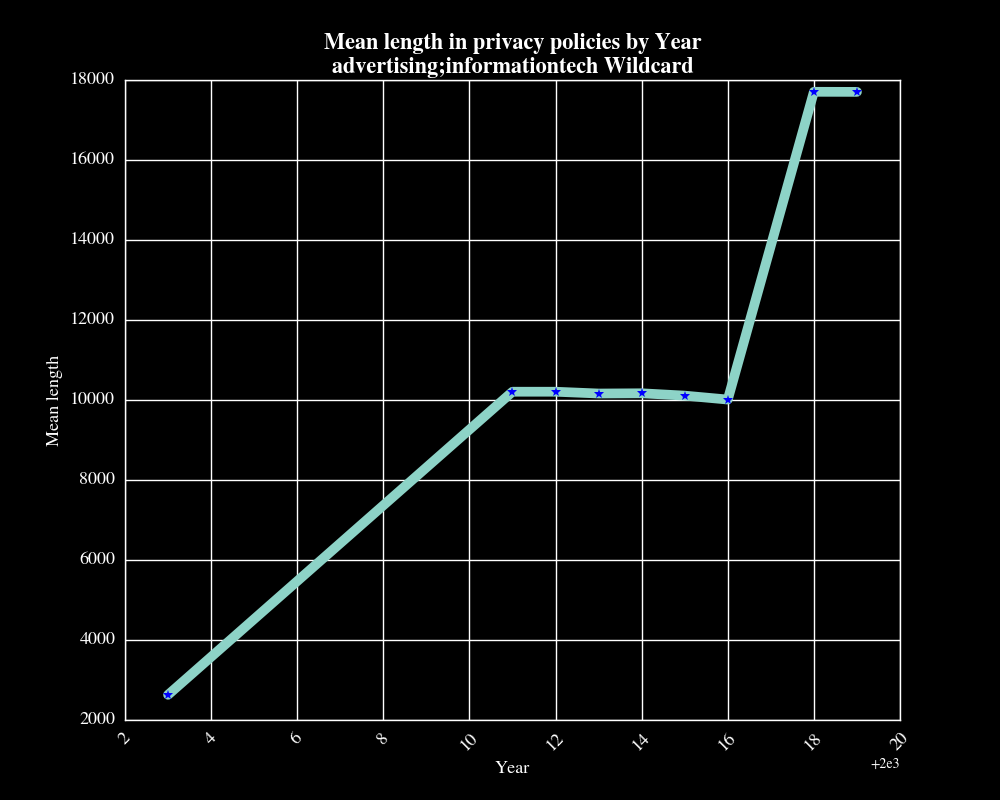 Mean length in privacy policies by Year
advertising;informationtech Wildcard
18000
16000
14000
12000
10000
8000
6000
4000
2000
Mean length
2 4 6 8 10 12 14 16 18 20
Year
+2e3